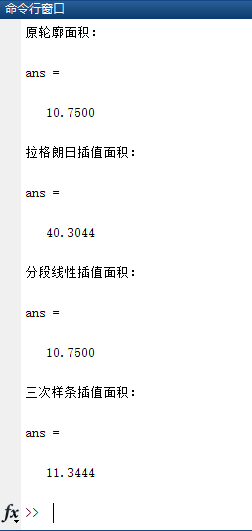 命令行窗口
原轮廓面积：
ans =
10.7500
拉格朗日插值面积：
ans =
40.3044
分段线性插值面积：
ans =
10.7500
三次样条插值面积：
ans =
11.3444
fx >>